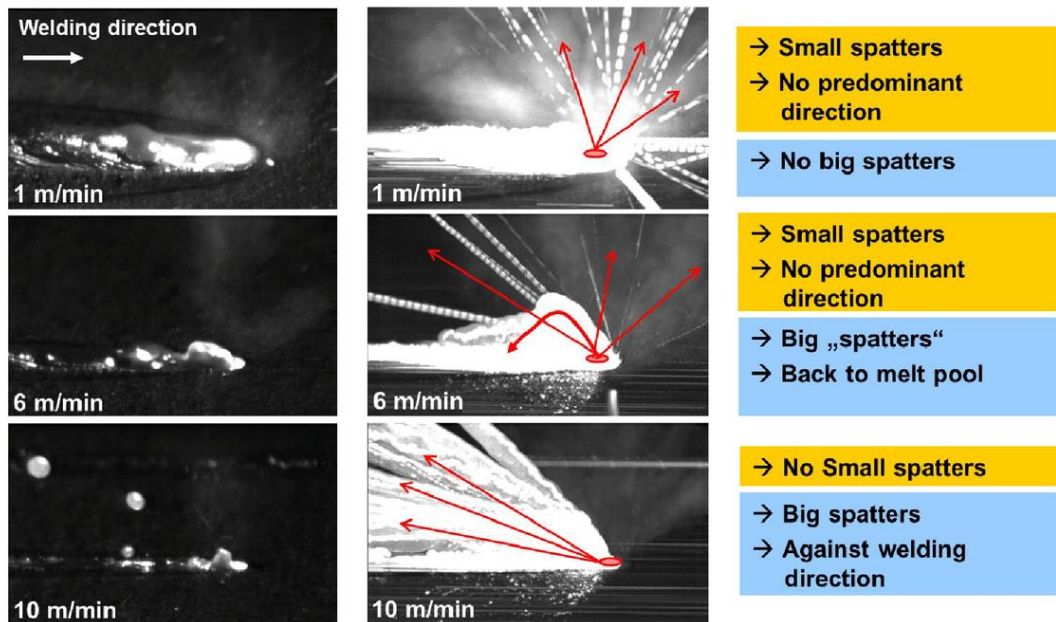 Welding direction
1 m/min
1 m/min
→ Small spatters
→ No predominant
direction
→ No big spatters
6 m/min
6 m/min
→ Small spatters
→ No predominant
direction
→ Big „spatters“
→ Back to melt pool
10 m/min
10 m/min
→ No Small spatters
→ Big spatters
→ Against welding
direction